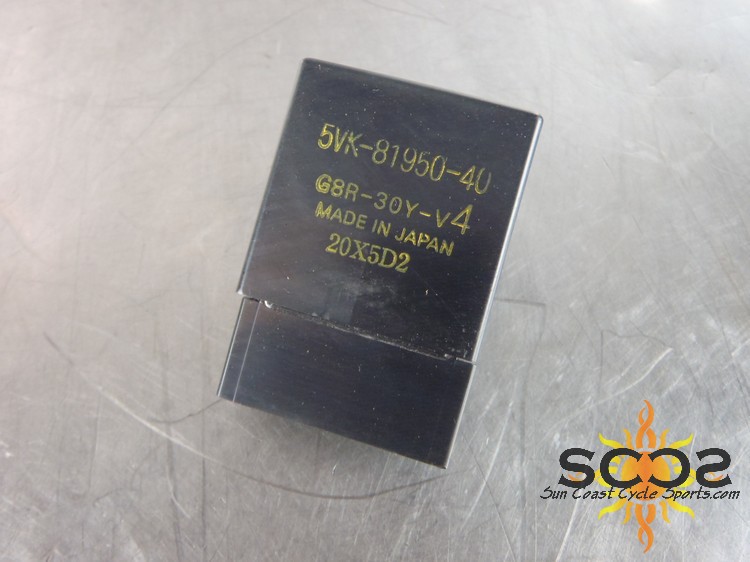 5VK-81950-40
G8R-30Y-V4
MADE IN JAPAN
20X5D2
SCCS
Sun Coast Cycle Sports.com